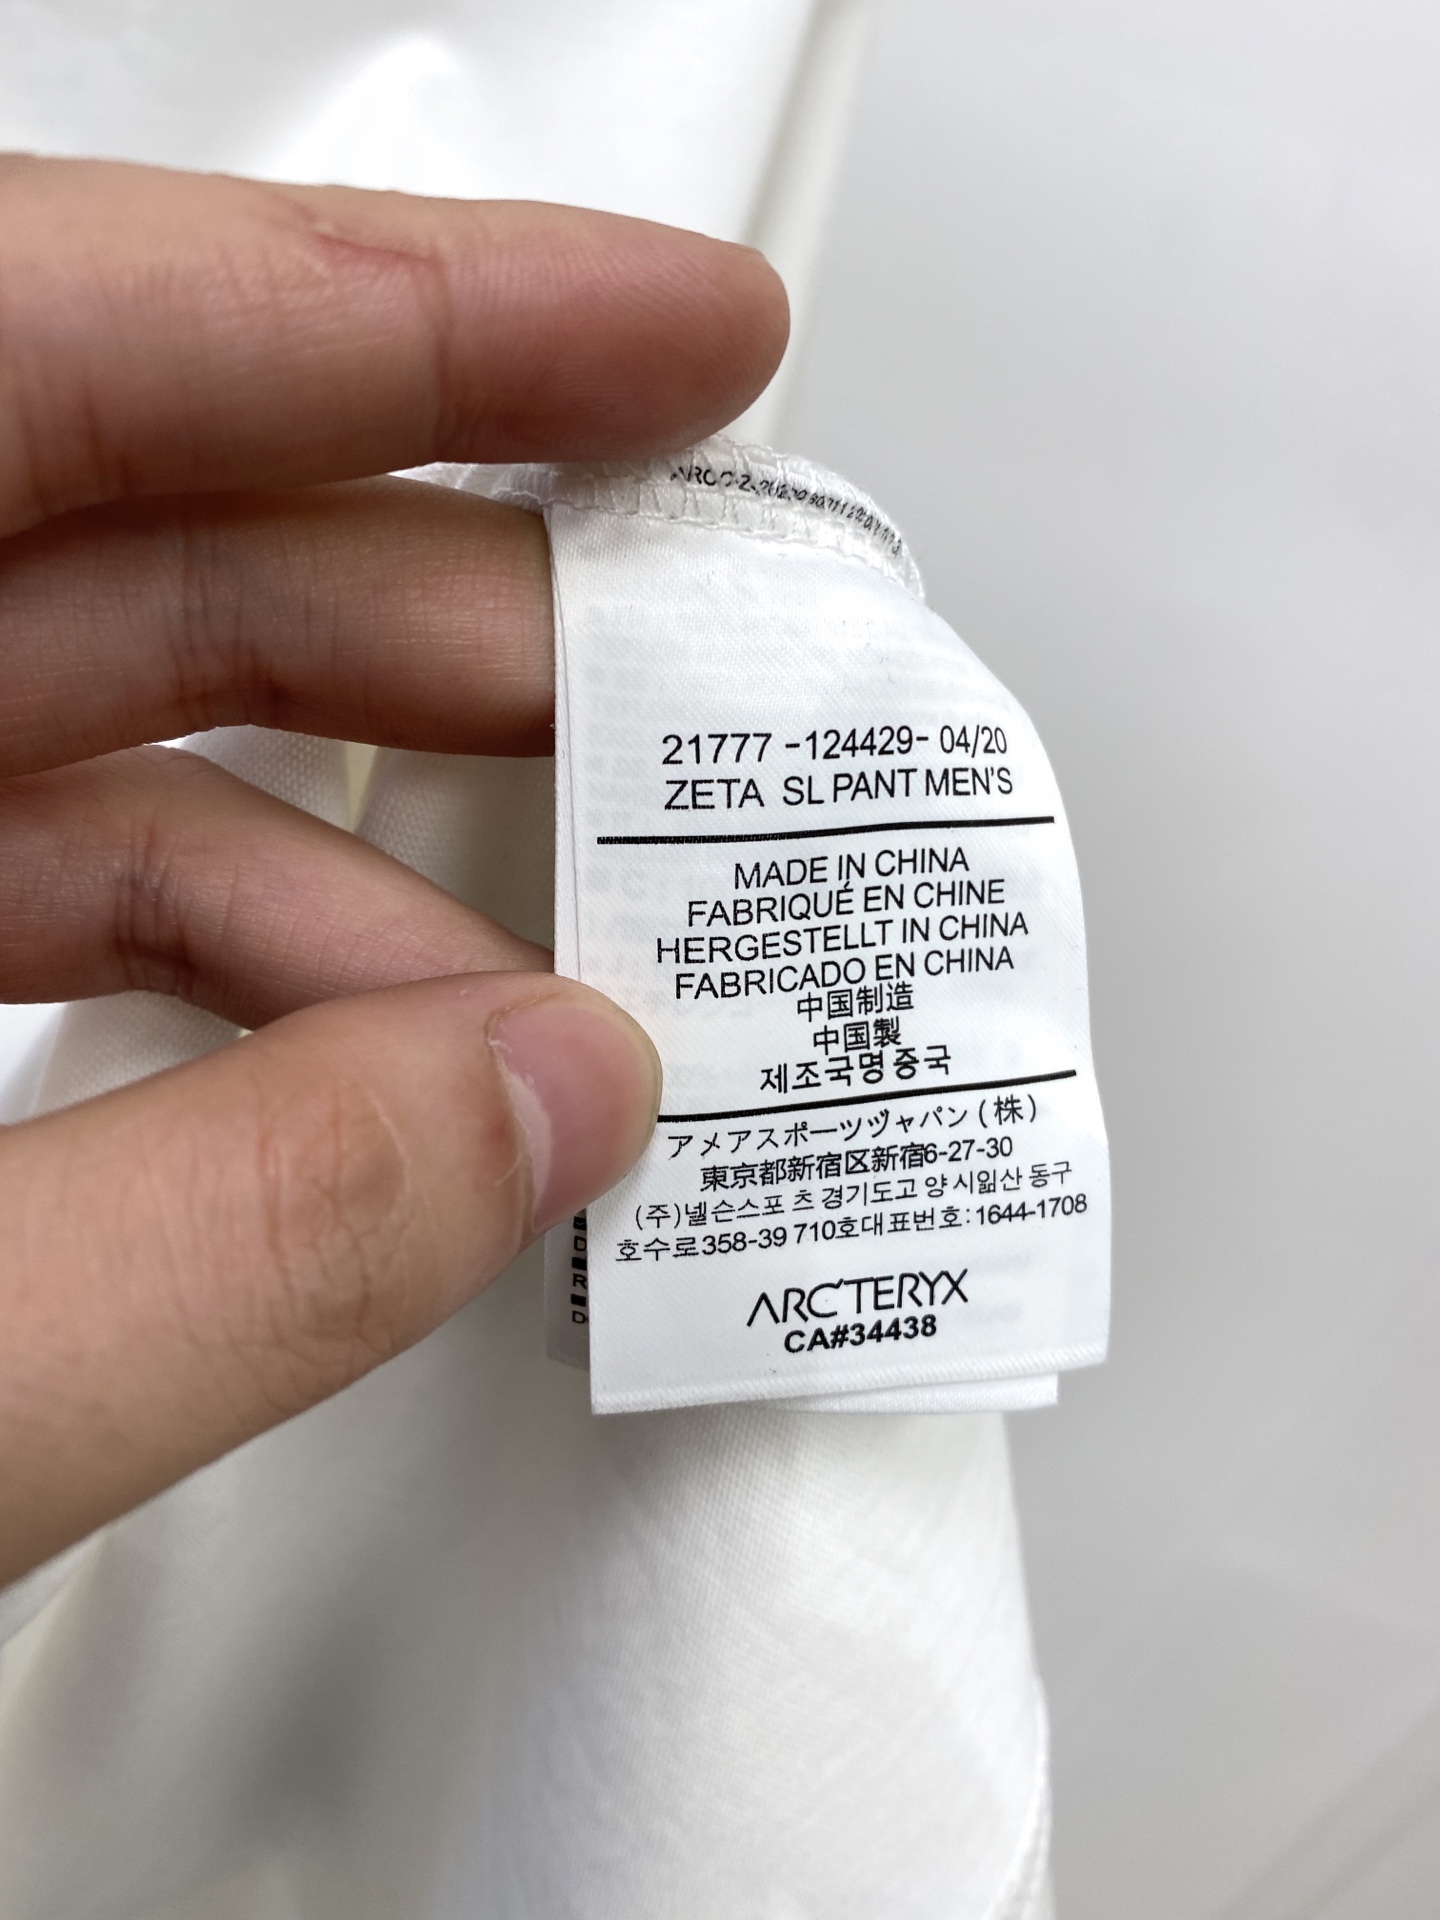 21777 -124429- 04/20
ZETA SL PANT MEN'S
MADE IN CHINA
FABRIQUÉ EN CHINE
HERGESTELLT IN CHINA
FABRICADO EN CHINA
中国制造
中国製
제조국명 중국
アメアスポーツヅャパン (株)
東京都新宿区新宿6-27-30
(주)넬슨스포 츠 경기도고 양 시읾산 동구
호수로358-39 710호대표번호: 1644-1708
ARC'TERYX
CA#34438
D
R
D